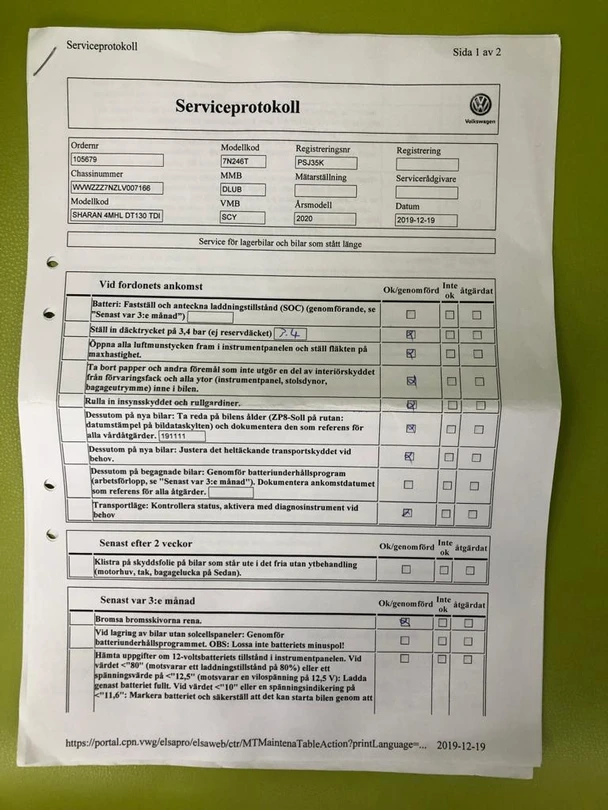 Serviceprotokoll
Sida 1 av 2
Serviceprotokoll
Volkswagen
Ordernr
105679
Modellkod
7N246T
Registreringsnr
PSJ35K
Registrering
Chassinummer
WVWZZZ7NZLV007166
MMB
DLUB
Mätarställning
Servicerådgivare
Modellkod
SHARAN 4MHL DT130 TDI
VMB
SCY
Årsmodell
2020
Datum
2019-12-19
Service för lagerbilar och bilar som stått länge
Vid fordonets ankomst
Ok/genomförd
Inte ok
åtgärdat
Batteri: Fastställ och anteckna laddningstillstånd (SOC) (genomförande, se
"Senast var 3:e månad")
Ställ in däcktrycket på 3,4 bar (ej reservdäcket)
Öppna alla luftmunstycken fram i instrumentpanelen och ställ fläkten på
maxhastighet.
Ta bort papper och andra föremål som inte utgör en del av interiörskyddet
från förvaringsfack och alla ytor (instrumentpanel, stolsdynor,
bagageutrymme) inne i bilen.
Rulla in insynsskydet och rullgardiner.
Dessutom på nya bilar: Ta reda på bilens ålder (ZP8-Soll på rutan:
datumstämpel på bildataskylten) och dokumentera den som referens för
alla vårdåtgärder. 191111
Dessutom på nya bilar: Justera det heltäckande transportskyddet vid
behov.
Dessutom på begagnade bilar: Genomför batteriunderhållsprogram
(arbetsförlopp, se "Senast var 3:e månad"). Dokumentera ankomstdatumet
som referens för alla åtgärder.
Transportläge: Kontrollera status, aktivera med diagnosinstrument vid
behov
Senast efter 2 veckor
Ok/genomförd
Inte ok
åtgärdat
Klistra på skyddsfolie på bilar som står ute i det fria utan ytbehandling
(motorhuv, tak, bagagelucka på Sedan).
Senast var 3:e månad
Ok/genomförd
Inte ok
åtgärdat
Bromsa bromsskivorna rena.
Vid lagring av bilar utan solcellspaneler: Genomför
batteriunderhållsprogrammet. OBS: Lossa inte batteriets minuspol!
Hämta uppgifter om 12-voltsbatteriets tillstånd i instrumentpanelen. Vid
värdet <"80" (motsvarar ett laddningstillstånd på 80%) eller ett
spänningsvärde på <"12,5" (motsvarar en vilospänning på 12,5 V): Ladda
genast batteriet fullt. Vid värdet <"10" eller en spänningsindikering på
<"11,6": Markera batteriet och säkerställ att det kan starta bilen genom att
https://portal.cpn.vwg/elsapro/elsaweb/ctr/MTMaintenaTableAction?printLanguage=...
2019-12-19